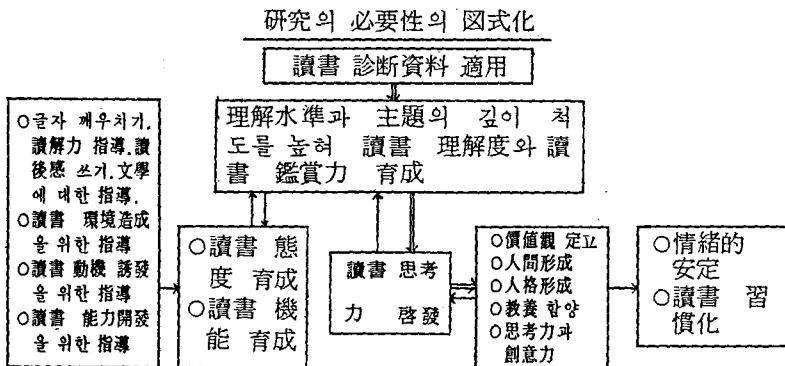 研究의 必要性의 図式化
讀書 診断資料 適用
理解水準과 主題의 깊이 척
도를 높혀 讀書 理解度와 讀
書 鑑賞力 育成
○글자 깨우치기.
讀解力 指導.讀
後感 쓰기.文學
에 대한 指導.
○讀書 環境造成
을 위한 指導
○讀書 動機 誘發
을 위한 指導
○讀書 能力開發
을 위한 指導
○讀書 態
度 育成
○讀書 機
能 育成
讀書 思考
力 啓發
○價値觀 定立
○人間形成
○人格形成
○教養 함양
○思考力과
創意力
○情緒的
安定
○讀書 習
慣化